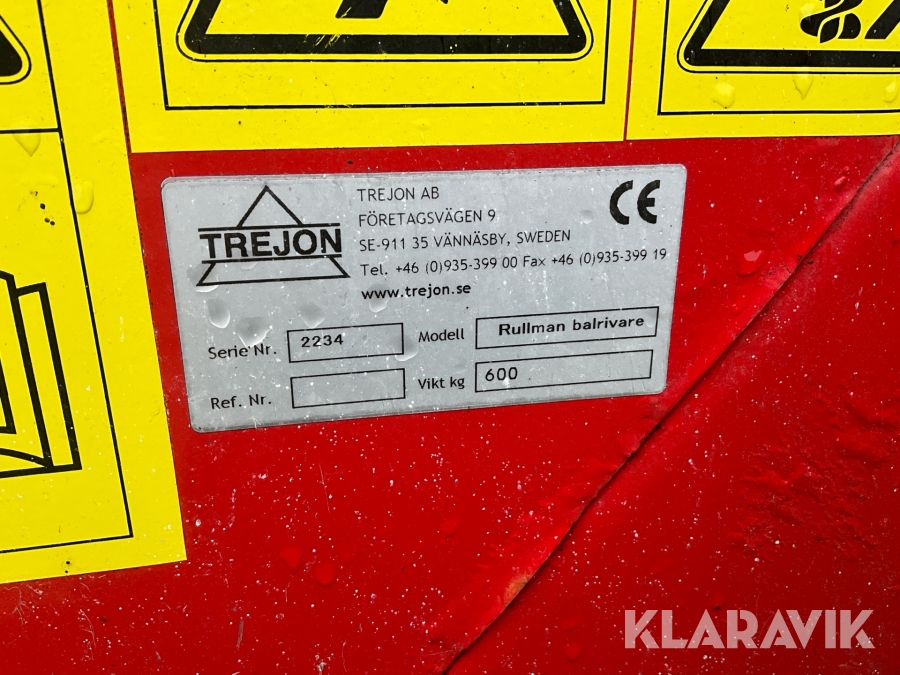 TREJON
TREJON AB
FÖRETAGSVÄGEN 9
SE-911 35 VÄNNÄSBY, SWEDEN
Tel. +46 (0)935-399 00 Fax +46 (0)935-399 19
www.trejon.se
CE
Serie Nr. 2234
Modell Rullman balrivare
Ref. Nr.
Vikt kg 600
KLARAVIK